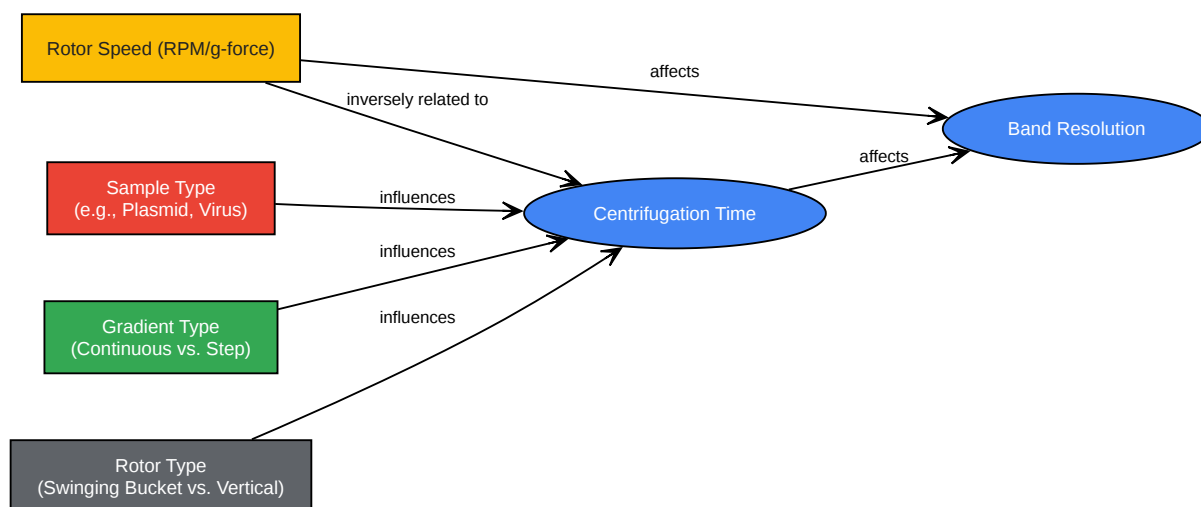 Rotor Speed (RPM/g-force)
affects
inversely related to
Band Resolution
affects
Sample Type
(e.g., Plasmid, Virus)
influences
Centrifugation Time
influences
Gradient Type
(Continuous vs. Step)
influences
Rotor Type
(Swinging Bucket vs. Vertical)